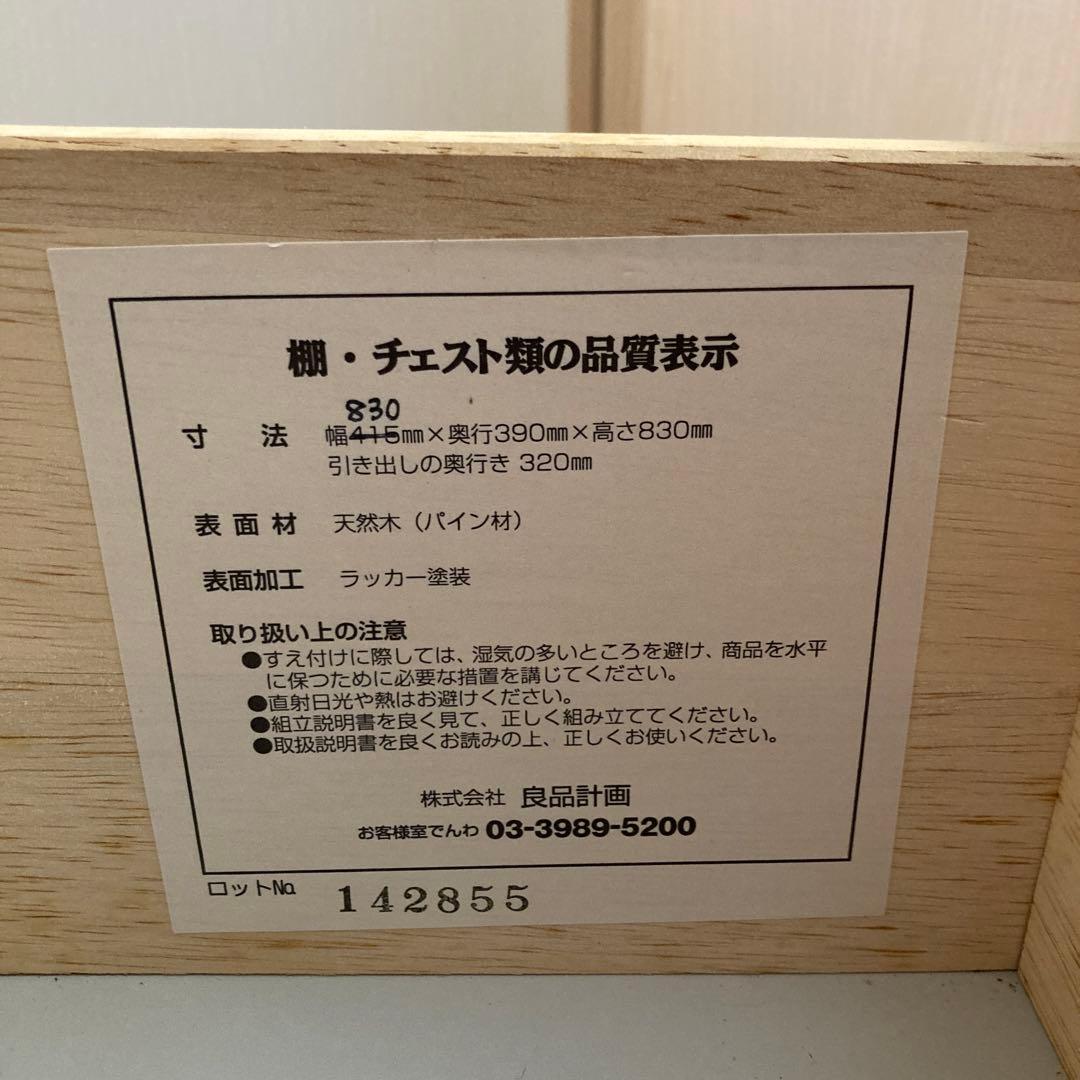 棚・チェスト類の品質表示
830
寸 法 幅415㎜×奥行390㎜×高さ830㎜
引き出しの奥行き 320㎜
表面材 天然木（パイン材）
表面加工 ラッカー塗装
取り扱い上の注意
●すえ付けに際しては、湿気の多いところを避け、商品を水平
に保つために必要な措置を講じてください。
●直射日光や熱はお避けください。
●組立説明書を良く見て、正しく組み立ててください。
●取扱説明書を良くお読みの上、正しくお使いください。
株式会社 良品計画
お客様室でんわ 03-3989-5200
ロット№ 142855